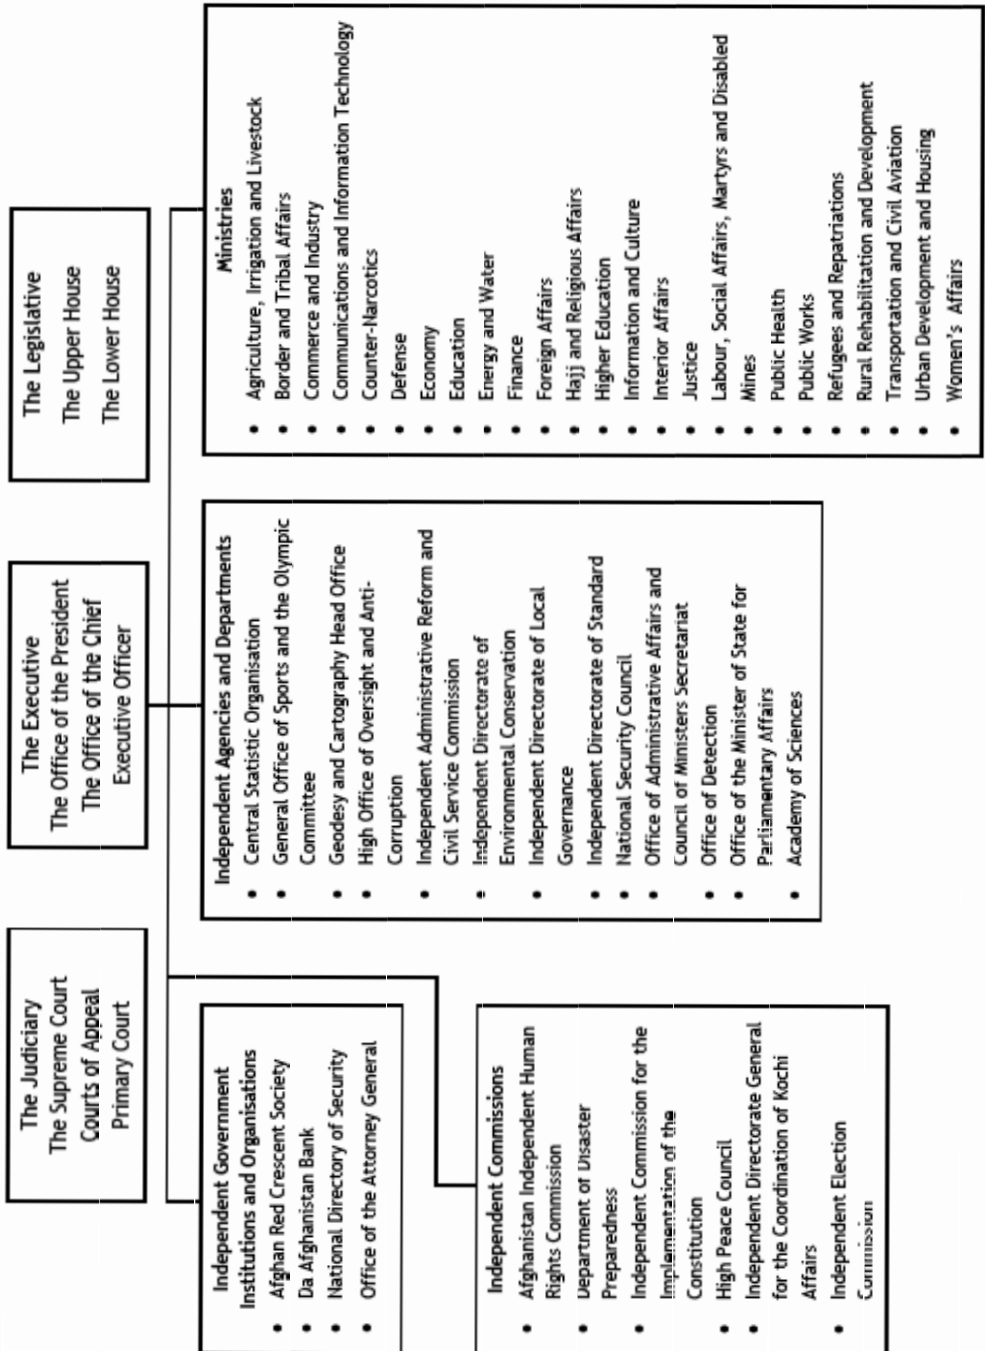 The Judiciary
The Supreme Court
Courts of Appeal
Primary Court
The Executive
The Office of the President
The Office of the Chief
Executive Officer
The Legislative
The Upper House
The Lower House
Independent Government
Institutions and Organisations
• Afghan Red Crescent Society
• Da Afghanistan Bank
• National Directory of Security
• Office of the Attorney General
Independent Commissions
• Afghanistan Independent Human
Rights Commission
• Department of Disaster
Preparedness
• Independent Commission for the
Implementation of the
Constitution
• High Peace Council
• Independent Directorate General
for the Coordination of Kochi
Affairs
• Independent Election
Commission
Independent Agencies and Departments
• Central Statistic Organisation
• General Office of Sports and the Olympic
Committee
• Geodesy and Cartography Head Office
• High Office of Oversight and Anti-
Corruption
• Independent Administrative Reform and
Civil Service Commission
• Independent Directorate of
Environmental Conservation
• Independent Directorate of Local
Governance
• Independent Directorate of Standard
• National Security Council
• Office of Administrative Affairs and
Council of Ministers Secretariat
• Office of Detection
• Office of the Minister of State for
Parliamentary Affairs
• Academy of Sciences
Ministries
• Agriculture, Irrigation and Livestock
• Border and Tribal Affairs
• Commerce and Industry
• Communications and Information Technology
• Counter-Narcotics
• Defense
• Economy
• Education
• Energy and Water
• Finance
• Foreign Affairs
• Hajj and Religious Affairs
• Higher Education
• Information and Culture
• Interior Affairs
• Justice
• Labour, Social Affairs, Martyrs and Disabled
• Mines
• Public Health
• Public Works
• Refugees and Repatriations
• Rural Rehabilitation and Development
• Transportation and Civil Aviation
• Urban Development and Housing
• Women's Affairs